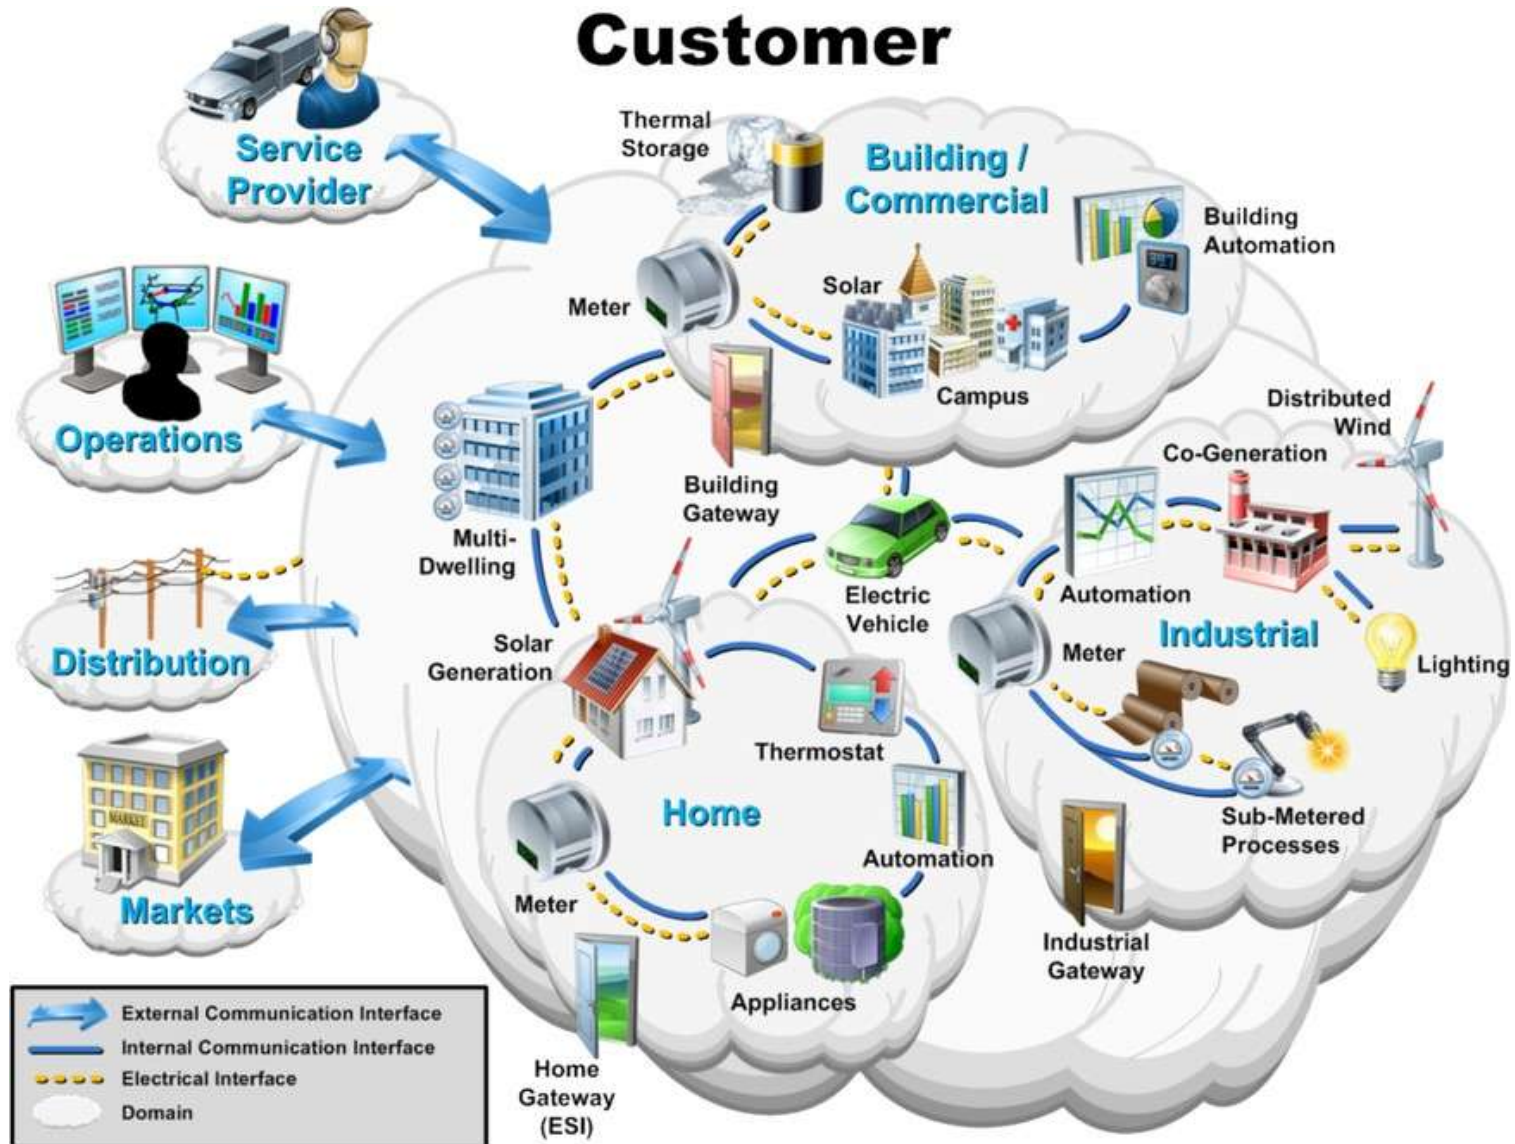 Customer
Service
Provider
Thermal
Storage
Building /
Commercial
Building
Automation
Meter
Solar
Campus
Operations
Multi-
Dwelling
Building
Gateway
Distributed
Wind
Co-Generation
Automation
Industrial
Meter
Lighting
Electric
Vehicle
Distribution
Solar
Generation
Thermostat
Home
Automation
Sub-Metered
Processes
MARKET
Markets
Meter
Appliances
Industrial
Gateway
Home
Gateway
(ESI)
External Communication Interface
Internal Communication Interface
Electrical Interface
Domain